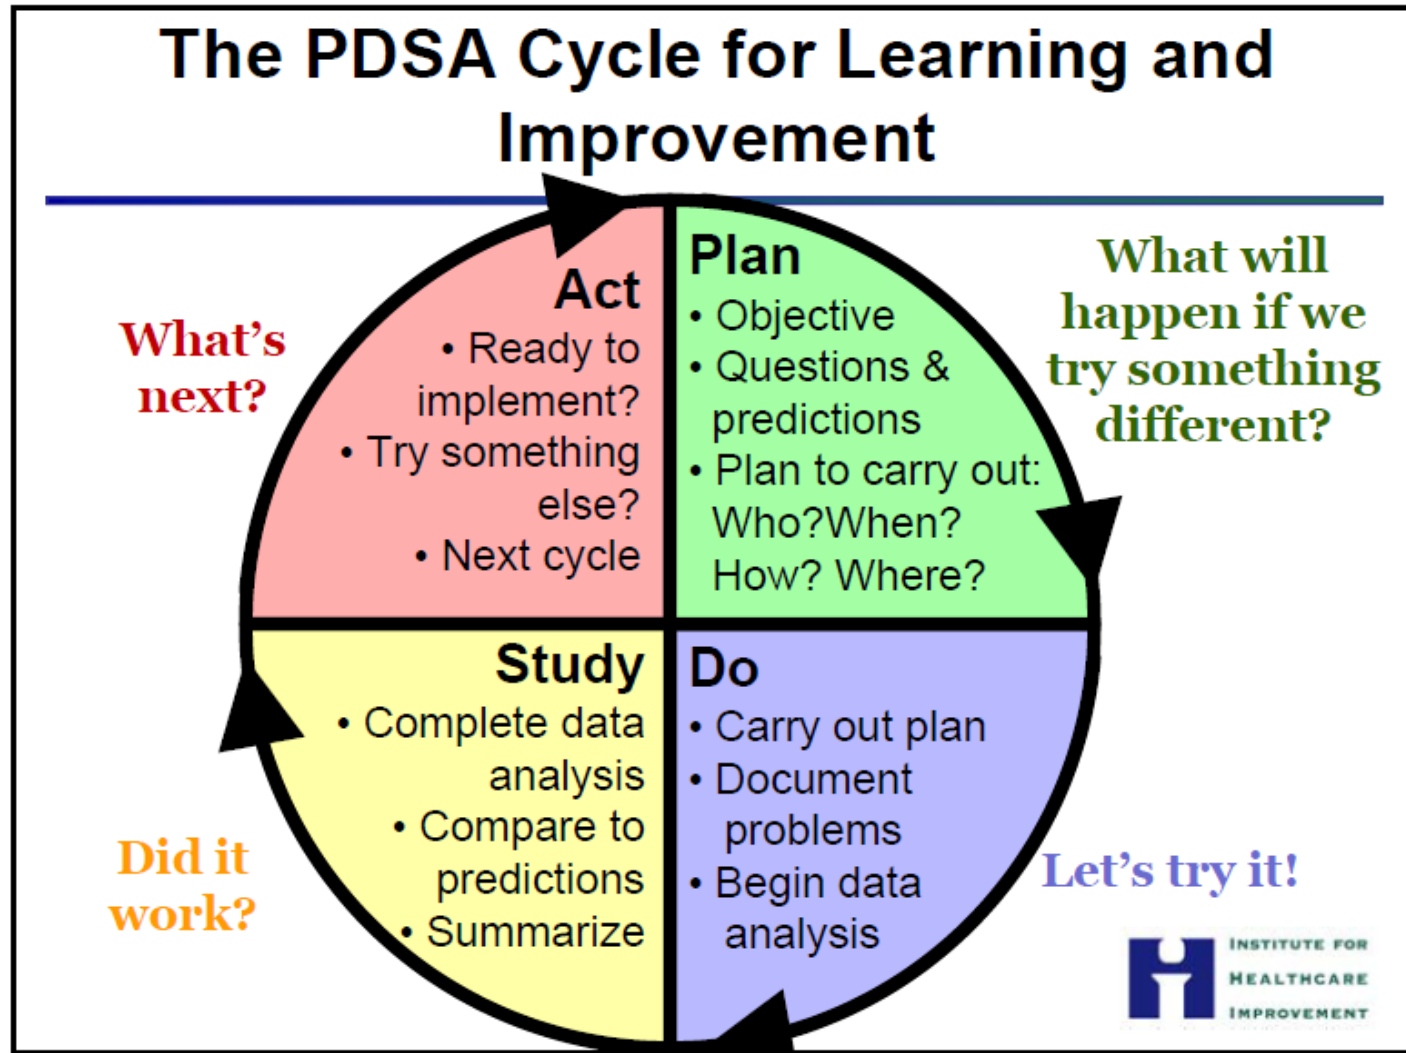 The PDSA Cycle for Learning and
Improvement
Act
• Ready to
implement?
• Try something
else?
• Next cycle
Plan
• Objective
• Questions &
predictions
• Plan to carry out:
Who?When?
How? Where?
What's
next?
What will
happen if we
try something
different?
Study
• Complete data
analysis
• Compare to
predictions
• Summarize
Do
• Carry out plan
• Document
problems
• Begin data
analysis
Did it
work?
Let's try it!
INSTITUTE FOR
HEALTHCARE
IMPROVEMENT